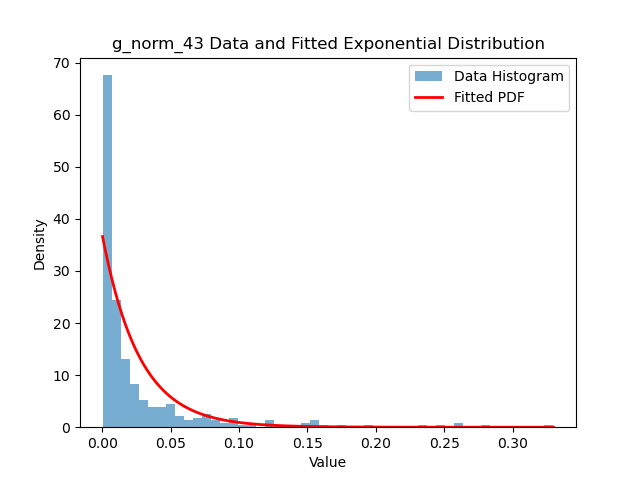 g_norm_43 Data and Fitted Exponential Distribution
Data Histogram
Fitted PDF
70
60
50
40
30
20
10
0
Density
0.00 0.05 0.10 0.15 0.20 0.25 0.30
Value